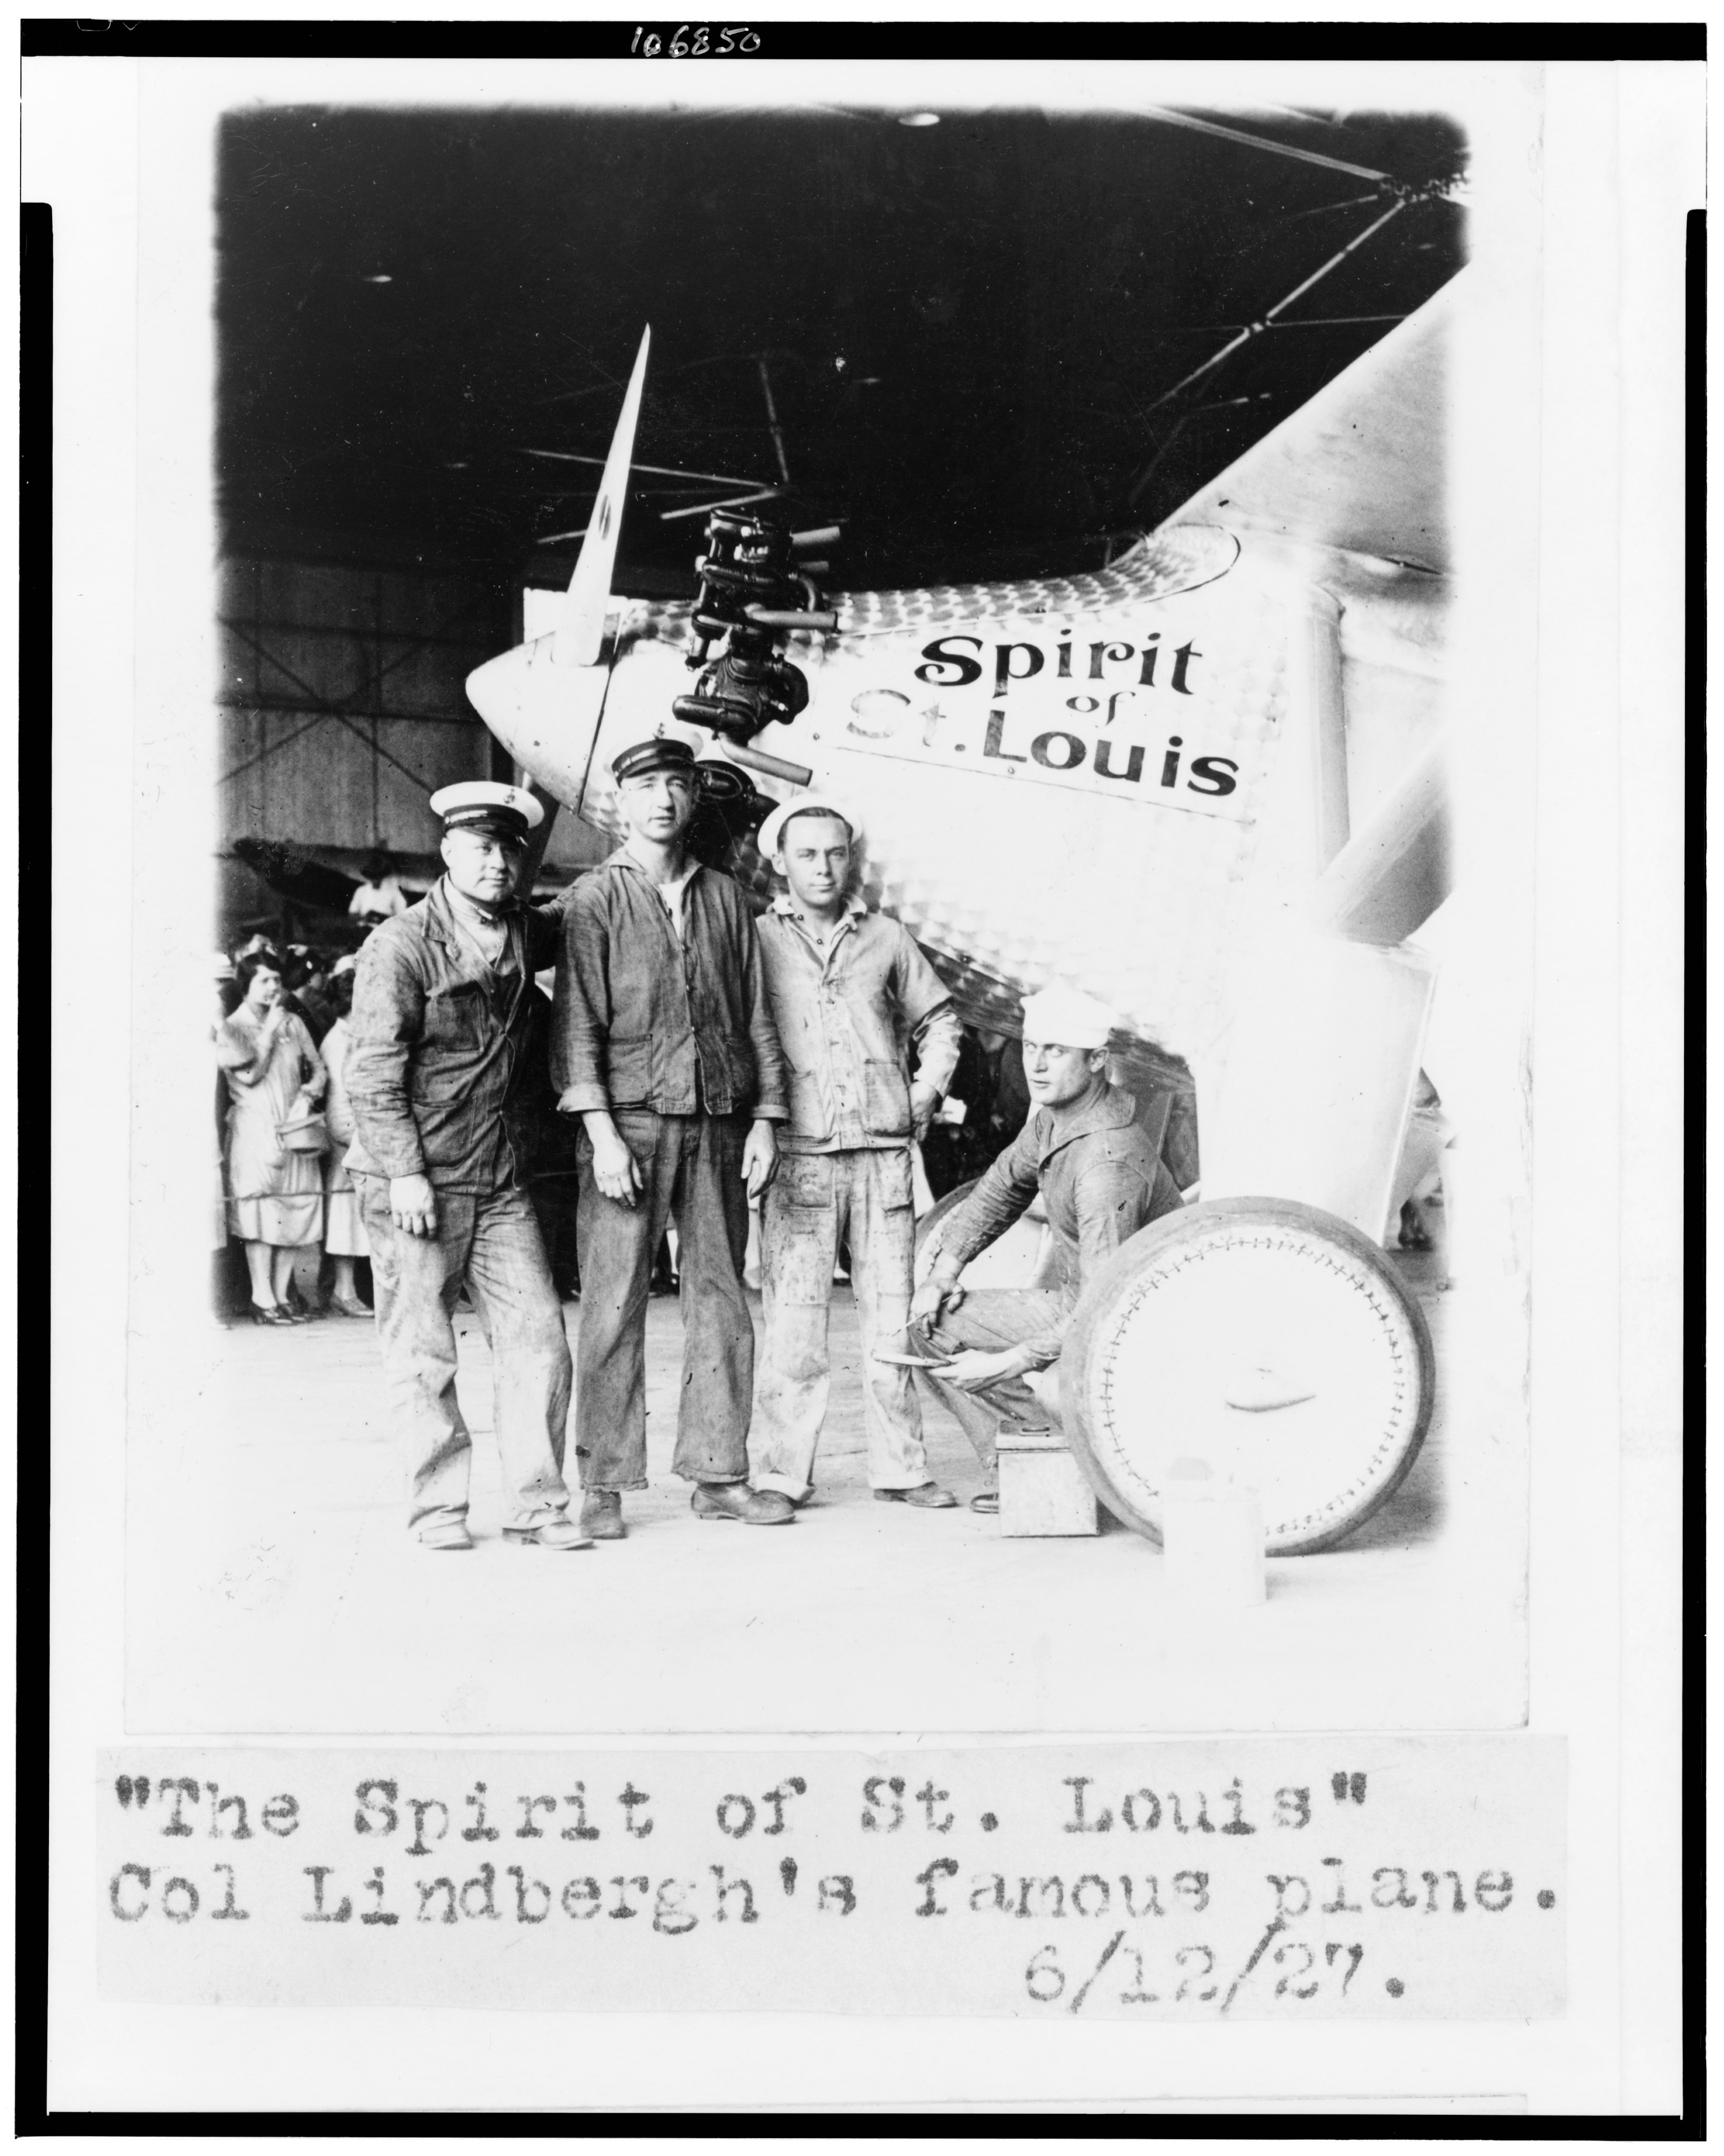 106850
Spirit
of
St. Louis
"The Spirit of St. Louis"
Col Lindbergh's famous plane.
6/12/27.